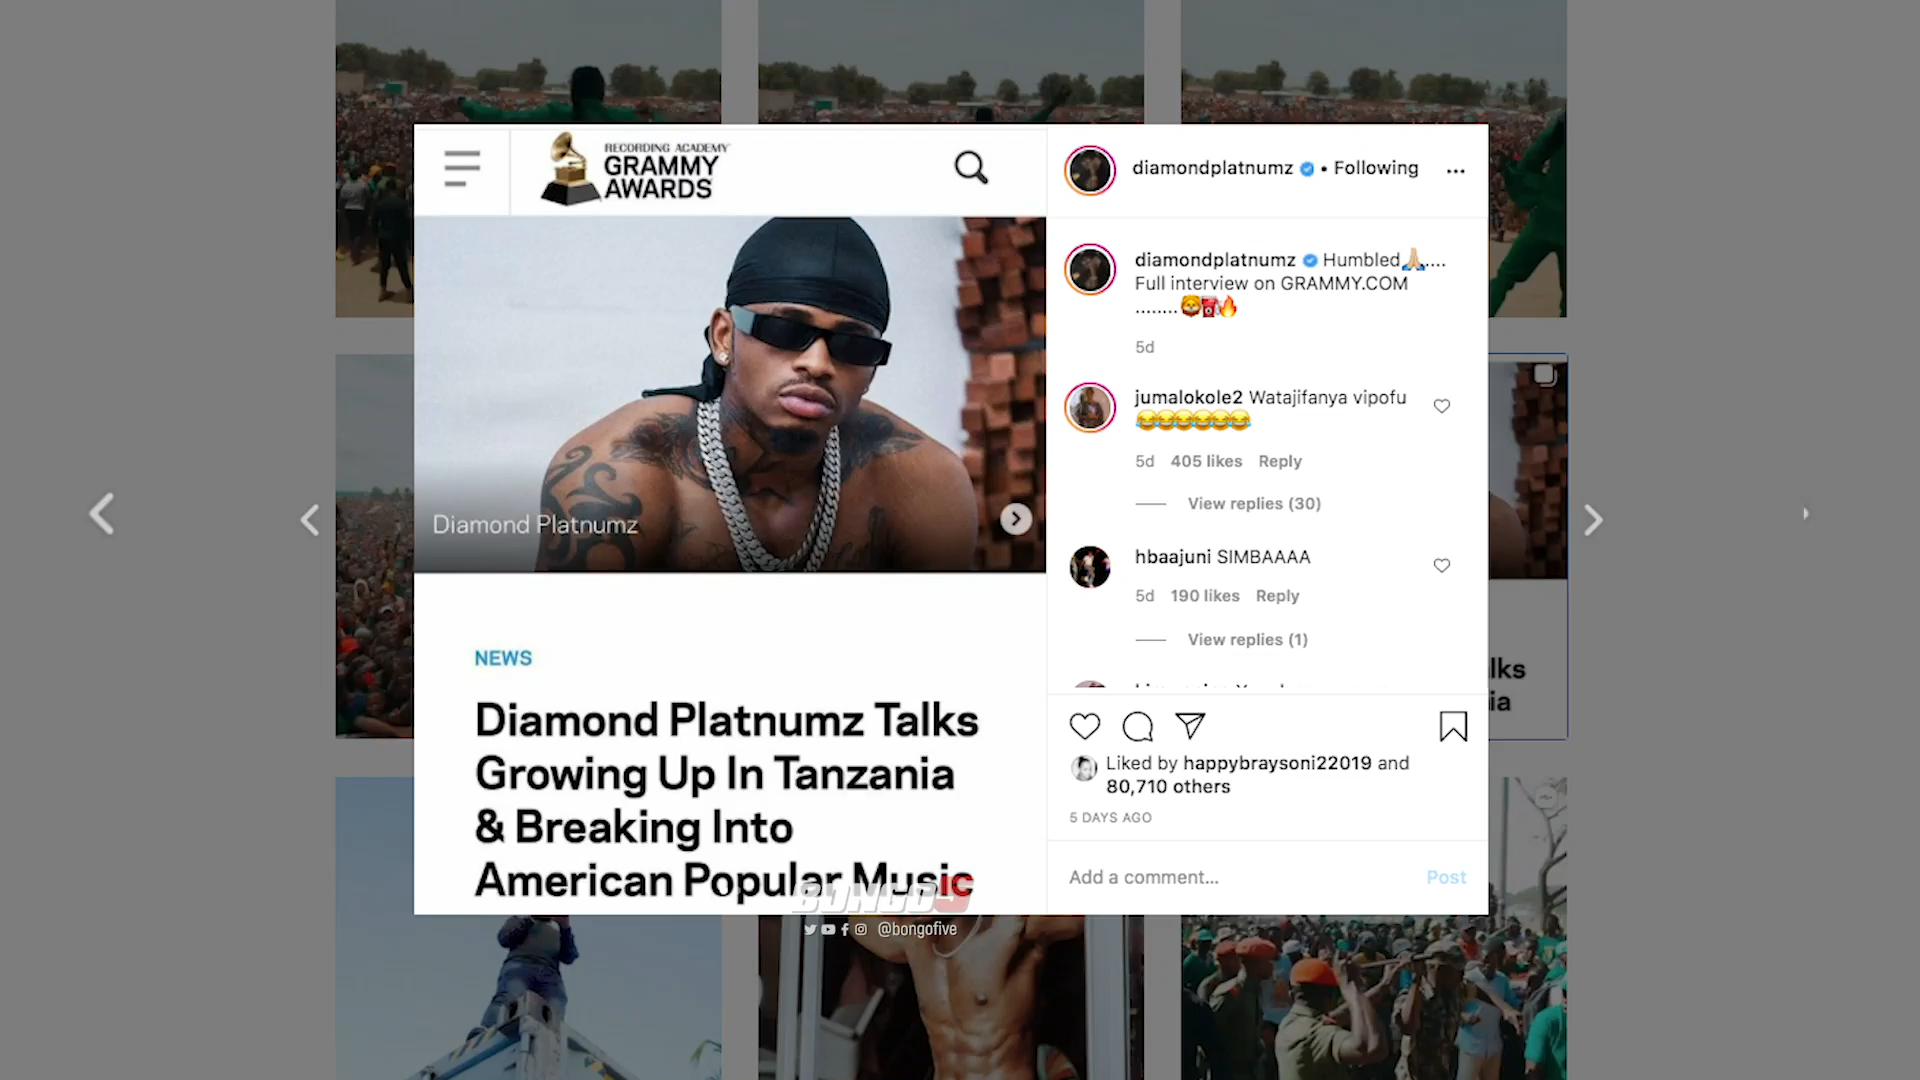 RECORDING ACADEMY
GRAMMY
AWARDS
Diamond Platnumz
NEWS
Diamond Platnumz Talks
Growing Up In Tanzania
& Breaking Into
American Popular Music
diamondplatnumz • Following
diamondplatnumz Humbled🙏🏼....
Full interview on GRAMMY.COM
........🦁⛽🔥
5d
jumalokole2 Watajifanya vipofu
😂😂😂😂😂😂
5d 405 likes Reply
View replies (30)
hbaajuni SIMBAAAA
5d 190 likes Reply
View replies (1)
Liked by happybraysoni22019 and
80,710 others
5 DAYS AGO
Add a comment... Post
lks
ia
BONGO5
@bongofive